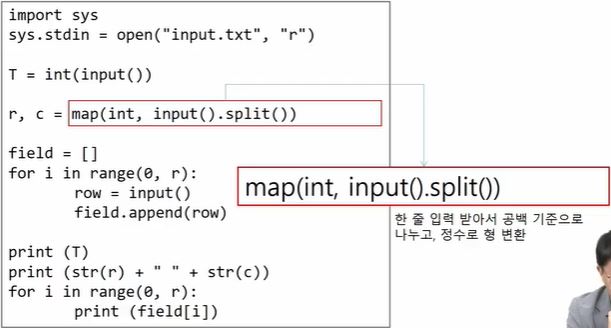 import sys
sys.stdin = open("input.txt", "r")
T = int(input())
r, c = map(int, input().split())
field = []
for i in range(0, r):
row = input()
field.append(row)
print (T)
print (str(r) + " " + str(c))
for i in range(0, r):
print (field[i])
map(int, input().split())
한 줄 입력 받아서 공백 기준으로
나누고, 정수로 형 변환